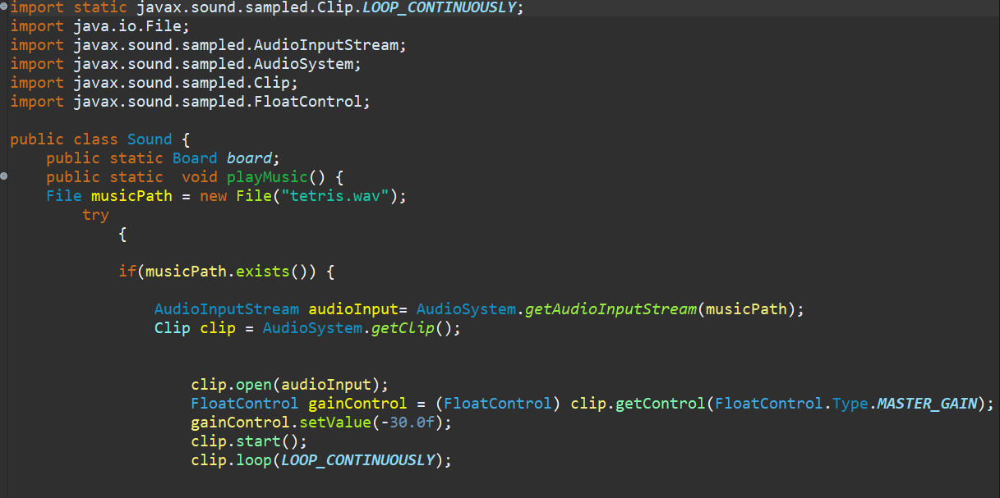 import static javax.sound.sampled.Clip.LOOP_CONTINUOUSLY;
import java.io.File;
import javax.sound.sampled.AudioInputStream;
import javax.sound.sampled.AudioSystem;
import javax.sound.sampled.Clip;
import javax.sound.sampled.FloatControl;
public class Sound {
public static Board board;
public static  void playMusic() {
File musicPath = new File("tetris.wav");
try
{
if(musicPath.exists()) {
AudioInputStream audioInput= AudioSystem.getAudioInputStream(musicPath);
Clip clip = AudioSystem.getClip();
clip.open(audioInput);
FloatControl gainControl = (FloatControl) clip.getControl(FloatControl.Type.MASTER_GAIN);
gainControl.setValue(-30.0f);
clip.start();
clip.loop(LOOP_CONTINUOUSLY);